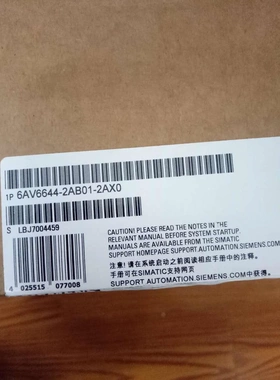 1P 6AV6644-2AB01-2AX0
S LBJ7004459
CAUTION! PLEASE READ THE NOTES IN THE
RELEVANT MANUAL BEFORE SYSTEM STARTUP.
MANUALS ARE AVAILABLE FROM THE SIMATIC
SUPPORT HOMEPAGE SUPPORT.AUTOMATION.SIEMENS.COM
注意！请在系统启动之前阅读相应手册中的注释。
手册可在SIMATIC支持网页
SUPPORT.AUTOMATION.SIEMENS.COM中获得。
4 025515 077008